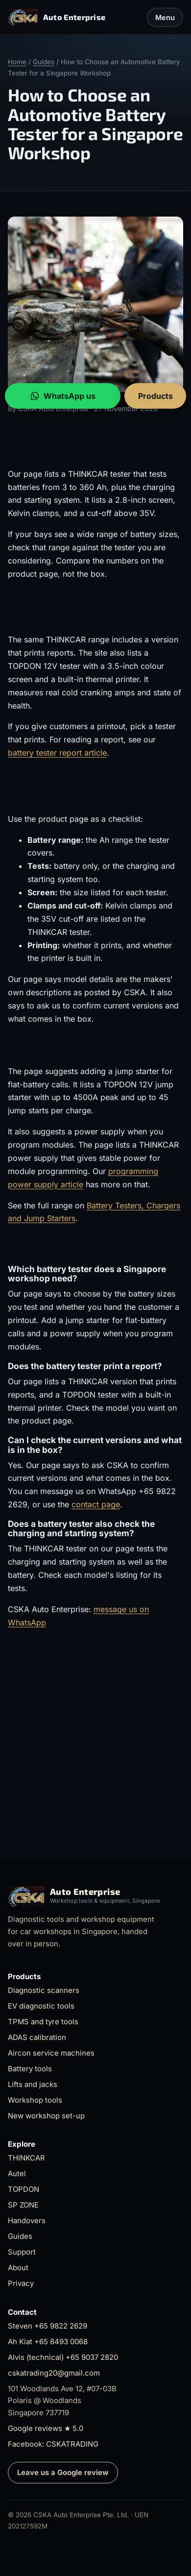 CSKA Auto Enterprise
Menu
Home / Guides / How to Choose an Automotive Battery
Tester for a Singapore Workshop
How to Choose an
Automotive Battery
Tester for a Singapore
Workshop
WhatsApp us
Products
By CSKA Auto Enterprise · 27 November 2026
Our page lists a THINKCAR tester that tests
batteries from 3 to 360 Ah, plus the charging
and starting system. It lists a 2.8-inch screen,
Kelvin clamps, and a cut-off above 35V.
If your bays see a wide range of battery sizes,
check that range against the tester you are
considering. Compare the numbers on the
product page, not the box.
The same THINKCAR range includes a version
that prints reports. The site also lists a
TOPDON 12V tester with a 3.5-inch colour
screen and a built-in thermal printer. It
measures real cold cranking amps and state of
health.
If you give customers a printout, pick a tester
that prints. For reading a report, see our
battery tester report article.
Use the product page as a checklist:
• Battery range: the Ah range the tester
covers.
• Tests: battery only, or the charging and
starting system too.
• Screen: the size listed for each tester.
• Clamps and cut-off: Kelvin clamps and
the 35V cut-off are listed on the
THINKCAR tester.
• Printing: whether it prints, and whether
the printer is built in.
Our page says model details are the makers'
own descriptions as posted by CSKA. It also
says to ask us to confirm current versions and
what comes in the box.
The page suggests adding a jump starter for
flat-battery calls. It lists a TOPDON 12V jump
starter with up to 4500A peak and up to 45
jump starts per charge.
It also suggests a power supply when you
program modules. The page lists a THINKCAR
power supply that gives stable power for
module programming. Our programming
power supply article has more on that.
See the full range on Battery Testers, Chargers
and Jump Starters.
Which battery tester does a Singapore
workshop need?
Our page says to choose by the battery sizes
you test and whether you hand the customer a
printout. Add a jump starter for flat-battery
calls and a power supply when you program
modules.
Does the battery tester print a report?
Our page lists a THINKCAR version that prints
reports, and a TOPDON tester with a built-in
thermal printer. Check the model you want on
the product page.
Can I check the current versions and what
is in the box?
Yes. Our page says to ask CSKA to confirm
current versions and what comes in the box.
You can message us on WhatsApp +65 9822
2629, or use the contact page.
Does a battery tester also check the
charging and starting system?
The THINKCAR tester on our page tests the
charging and starting system as well as the
battery. Check each model's listing for its
tests.
CSKA Auto Enterprise: message us on
WhatsApp
CSKA Auto Enterprise
Workshop tools & equipment, Singapore
Diagnostic tools and workshop equipment
for car workshops in Singapore, handed
over in person.
Products
Diagnostic scanners
EV diagnostic tools
TPMS and tyre tools
ADAS calibration
Aircon service machines
Battery tools
Lifts and jacks
Workshop tools
New workshop set-up
Explore
THINKCAR
Autel
TOPDON
SP ZONE
Handovers
Guides
Support
About
Privacy
Contact
Steven +65 9822 2629
Ah Kiat +65 8493 0068
Alvis (technical) +65 9037 2820
cskatrading20@gmail.com
101 Woodlands Ave 12, #07-03B
Polaris @ Woodlands
Singapore 737719
Google reviews ★ 5.0
Facebook: CSKATRADING
Leave us a Google review
© 2026 CSKA Auto Enterprise Pte. Ltd. · UEN
202127592M